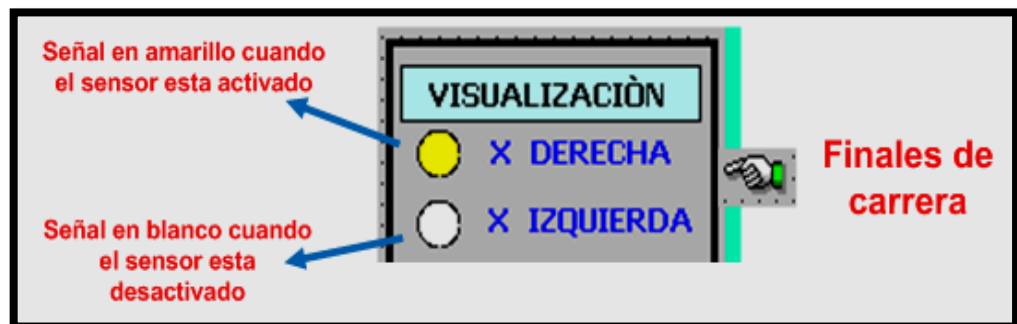 Señal en amarillo cuando
el sensor esta activado
VISUALIZACIÒN
X DERECHA
X IZQUIERDA
Señal en blanco cuando
el sensor esta
desactivado
Finales de
carrera